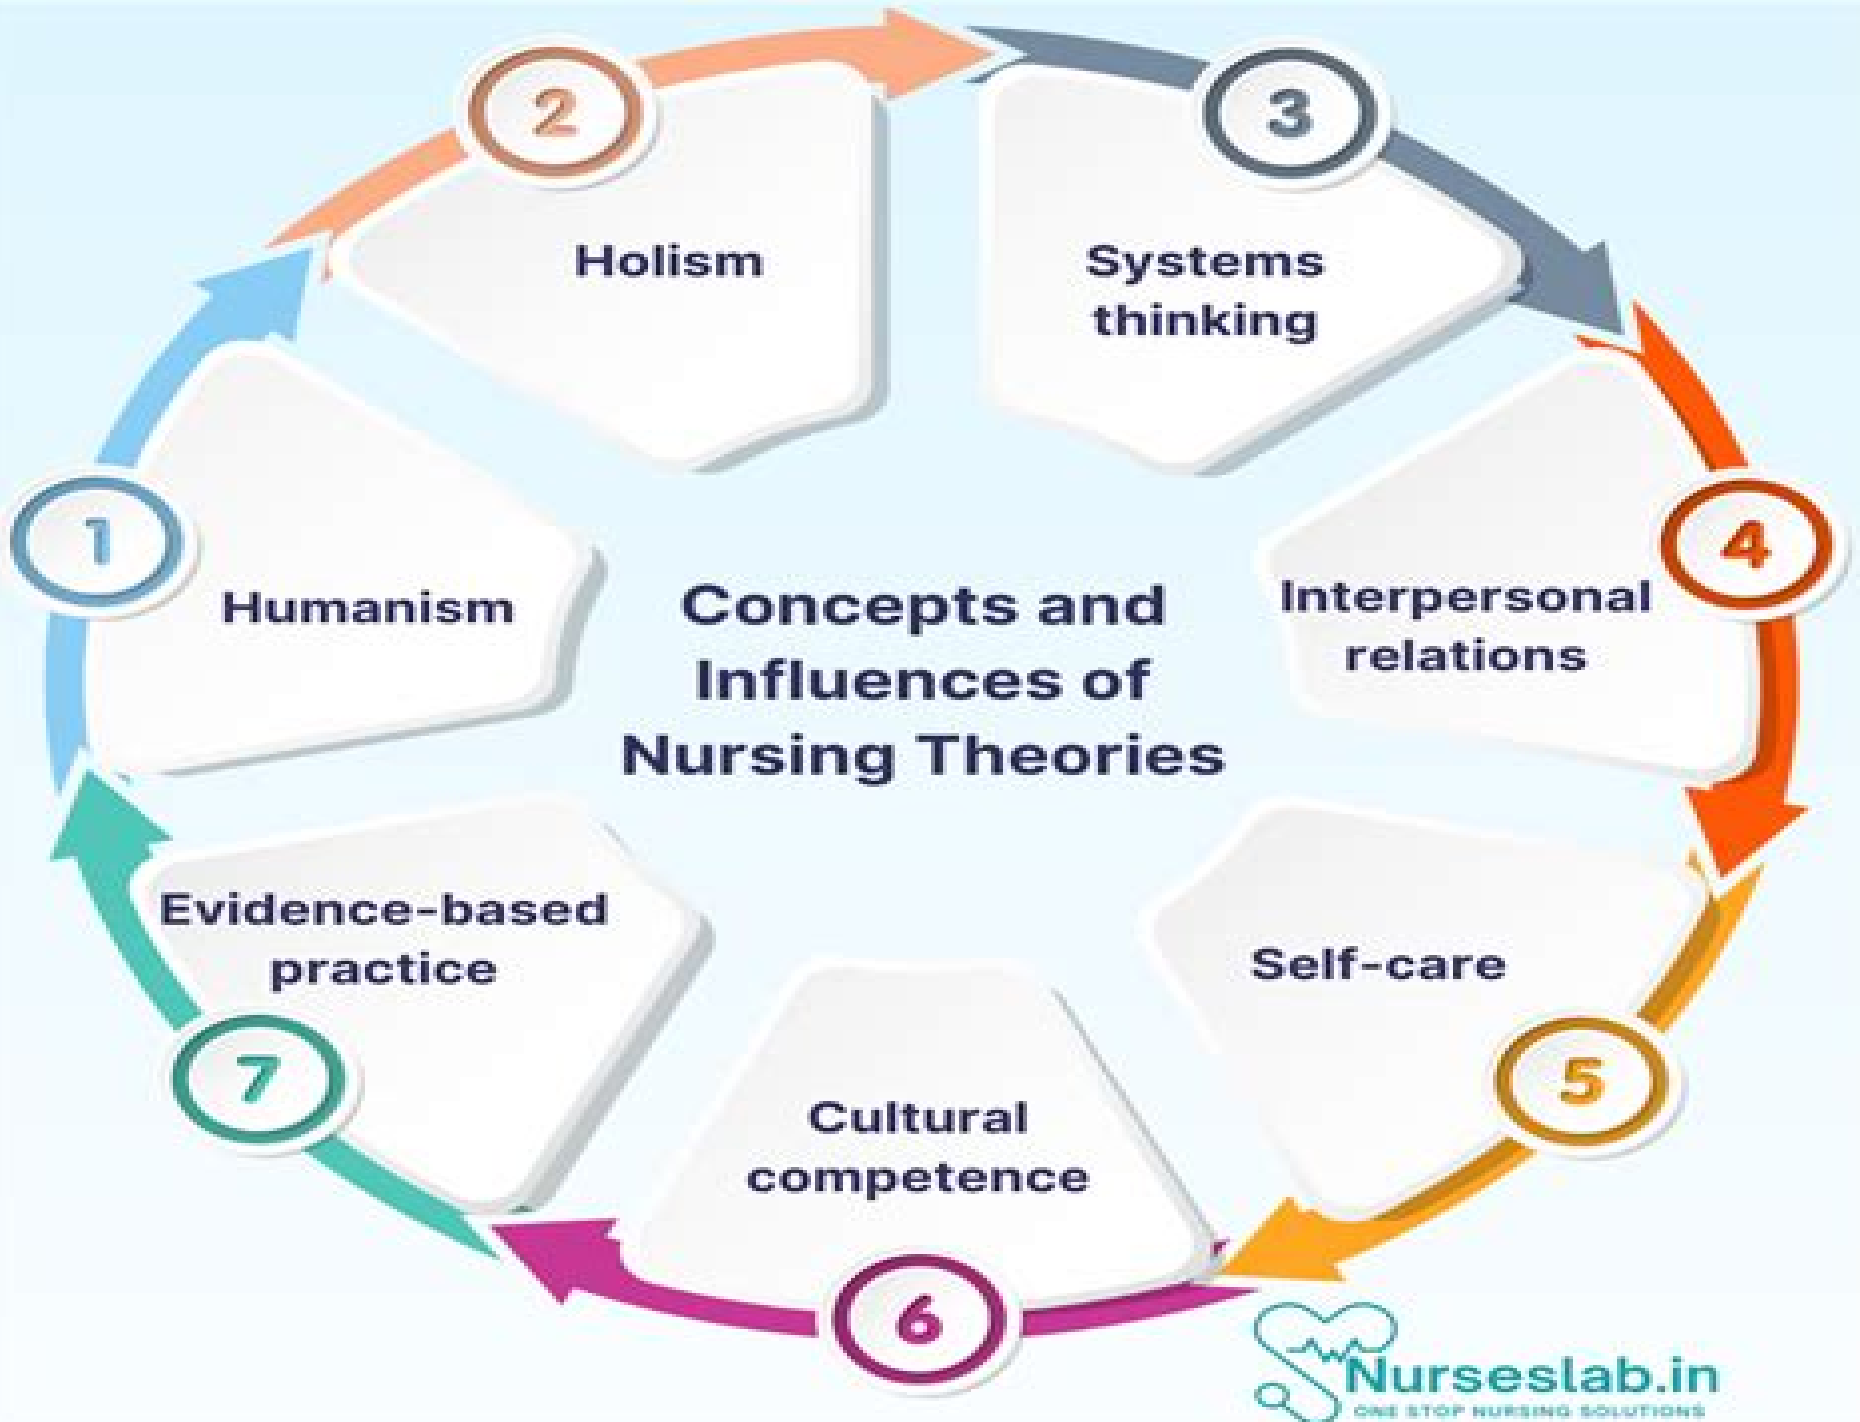 Concepts and
Influences of
Nursing Theories
1
Humanism
2
Holism
3
Systems
thinking
4
Interpersonal
relations
5
Self-care
6
Cultural
competence
7
Evidence-based
practice
Nurseslab.in
ONE STOP NURSING SOLUTIONS